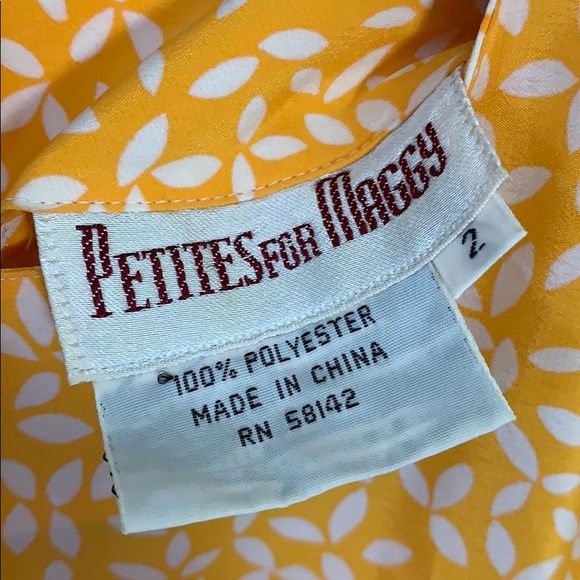 PETITES FOR MAGGY
2
100% POLYESTER
MADE IN CHINA
RN 58142